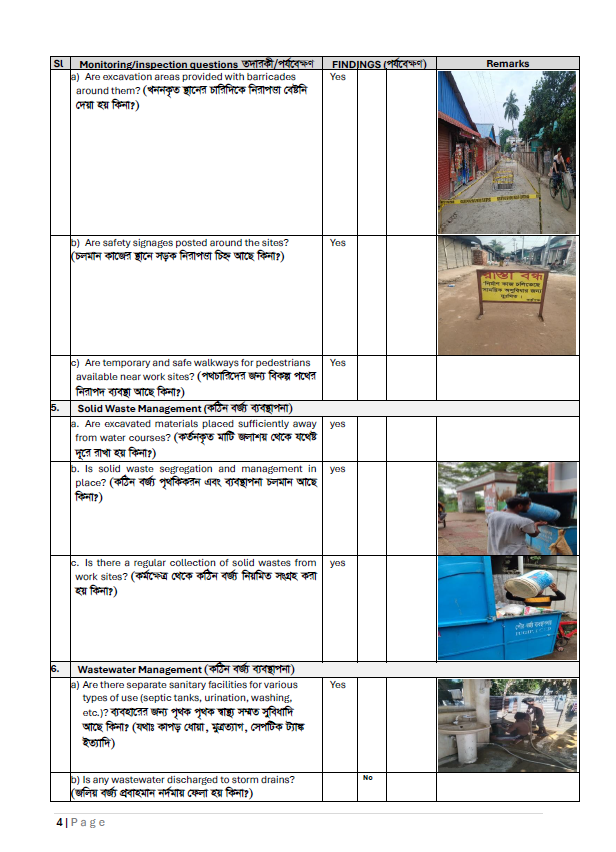 Sl Monitoring/inspection questions তদারকী/পর্যবেক্ষণ FINDINGS (পর্যবেক্ষণ) Remarks
a) Are excavation areas provided with barricades Yes
around them? (খননকৃত স্থানের চারিদিকে নিরাপত্তা বেষ্টনি
দেয়া হয় কিনা?)
b) Are safety signages posted around the sites? Yes
(চলমান কাজের স্থানে সড়ক নিরাপত্তা চিহ্ন আছে কিনা?)
রাস্তা বন্ধ
নির্মাণ কাজ চলিতেছে
সাময়িক অসুবিধার জন্য
দুঃখিত ।
c) Are temporary and safe walkways for pedestrians Yes
available near work sites? (পথচারিদের জন্য বিকল্প পথের
নিরাপদ ব্যবস্থা আছে কিনা?)
5. Solid Waste Management (কঠিন বর্জ্য ব্যবস্থাপনা)
a. Are excavated materials placed sufficiently away yes
from water courses? (কর্তনকৃত মাটি জলাশয় থেকে যথেষ্ট
দূরে রাখা হয় কিনা?)
b. Is solid waste segregation and management in yes
place? (কঠিন বর্জ্য পৃথকিকরন এবং ব্যবস্থাপনা চলমান আছে
কিনা?)
c. Is there a regular collection of solid wastes from yes
work sites? (কর্মক্ষেত্র থেকে কঠিন বর্জ্য নিয়মিত সংগ্রহ করা
হয় কিনা?)
6. Wastewater Management (কঠিন বর্জ্য ব্যবস্থাপনা)
a) Are there separate sanitary facilities for various Yes
types of use (septic tanks, urination, washing,
etc.)? ব্যবহারের জন্য পৃথক পৃথক স্বাস্থ্য সম্মত সুবিধাদি
আছে কিনা? (যথাঃ কাপড় ধোয়া, মুত্রত্যাগ, সেপটিক ট্যাঙ্ক
ইত্যাদি)
b) Is any wastewater discharged to storm drains? No
(জলিয় বর্জ্য প্রবাহমান নর্দমায় ফেলা হয় কিনা?)
4 | Page